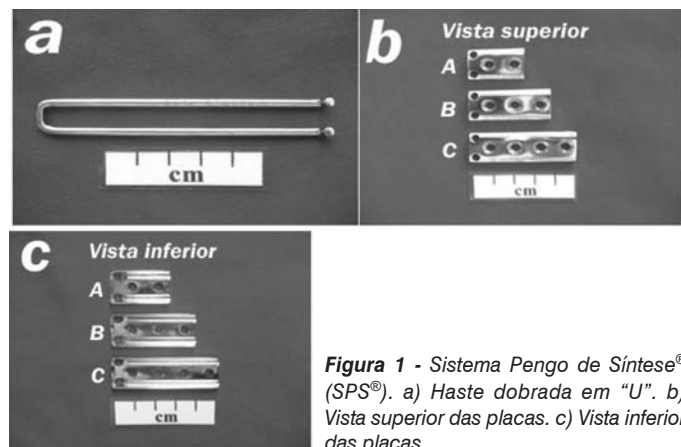 a
cm
b
Vista superior
A
B
C
cm
c
Vista inferior
A
B
C
cm
Figura 1 - Sistema Pengo de Síntese®
(SPS®). a) Haste dobrada em “U”. b)
Vista superior das placas. c) Vista inferior
das placas.